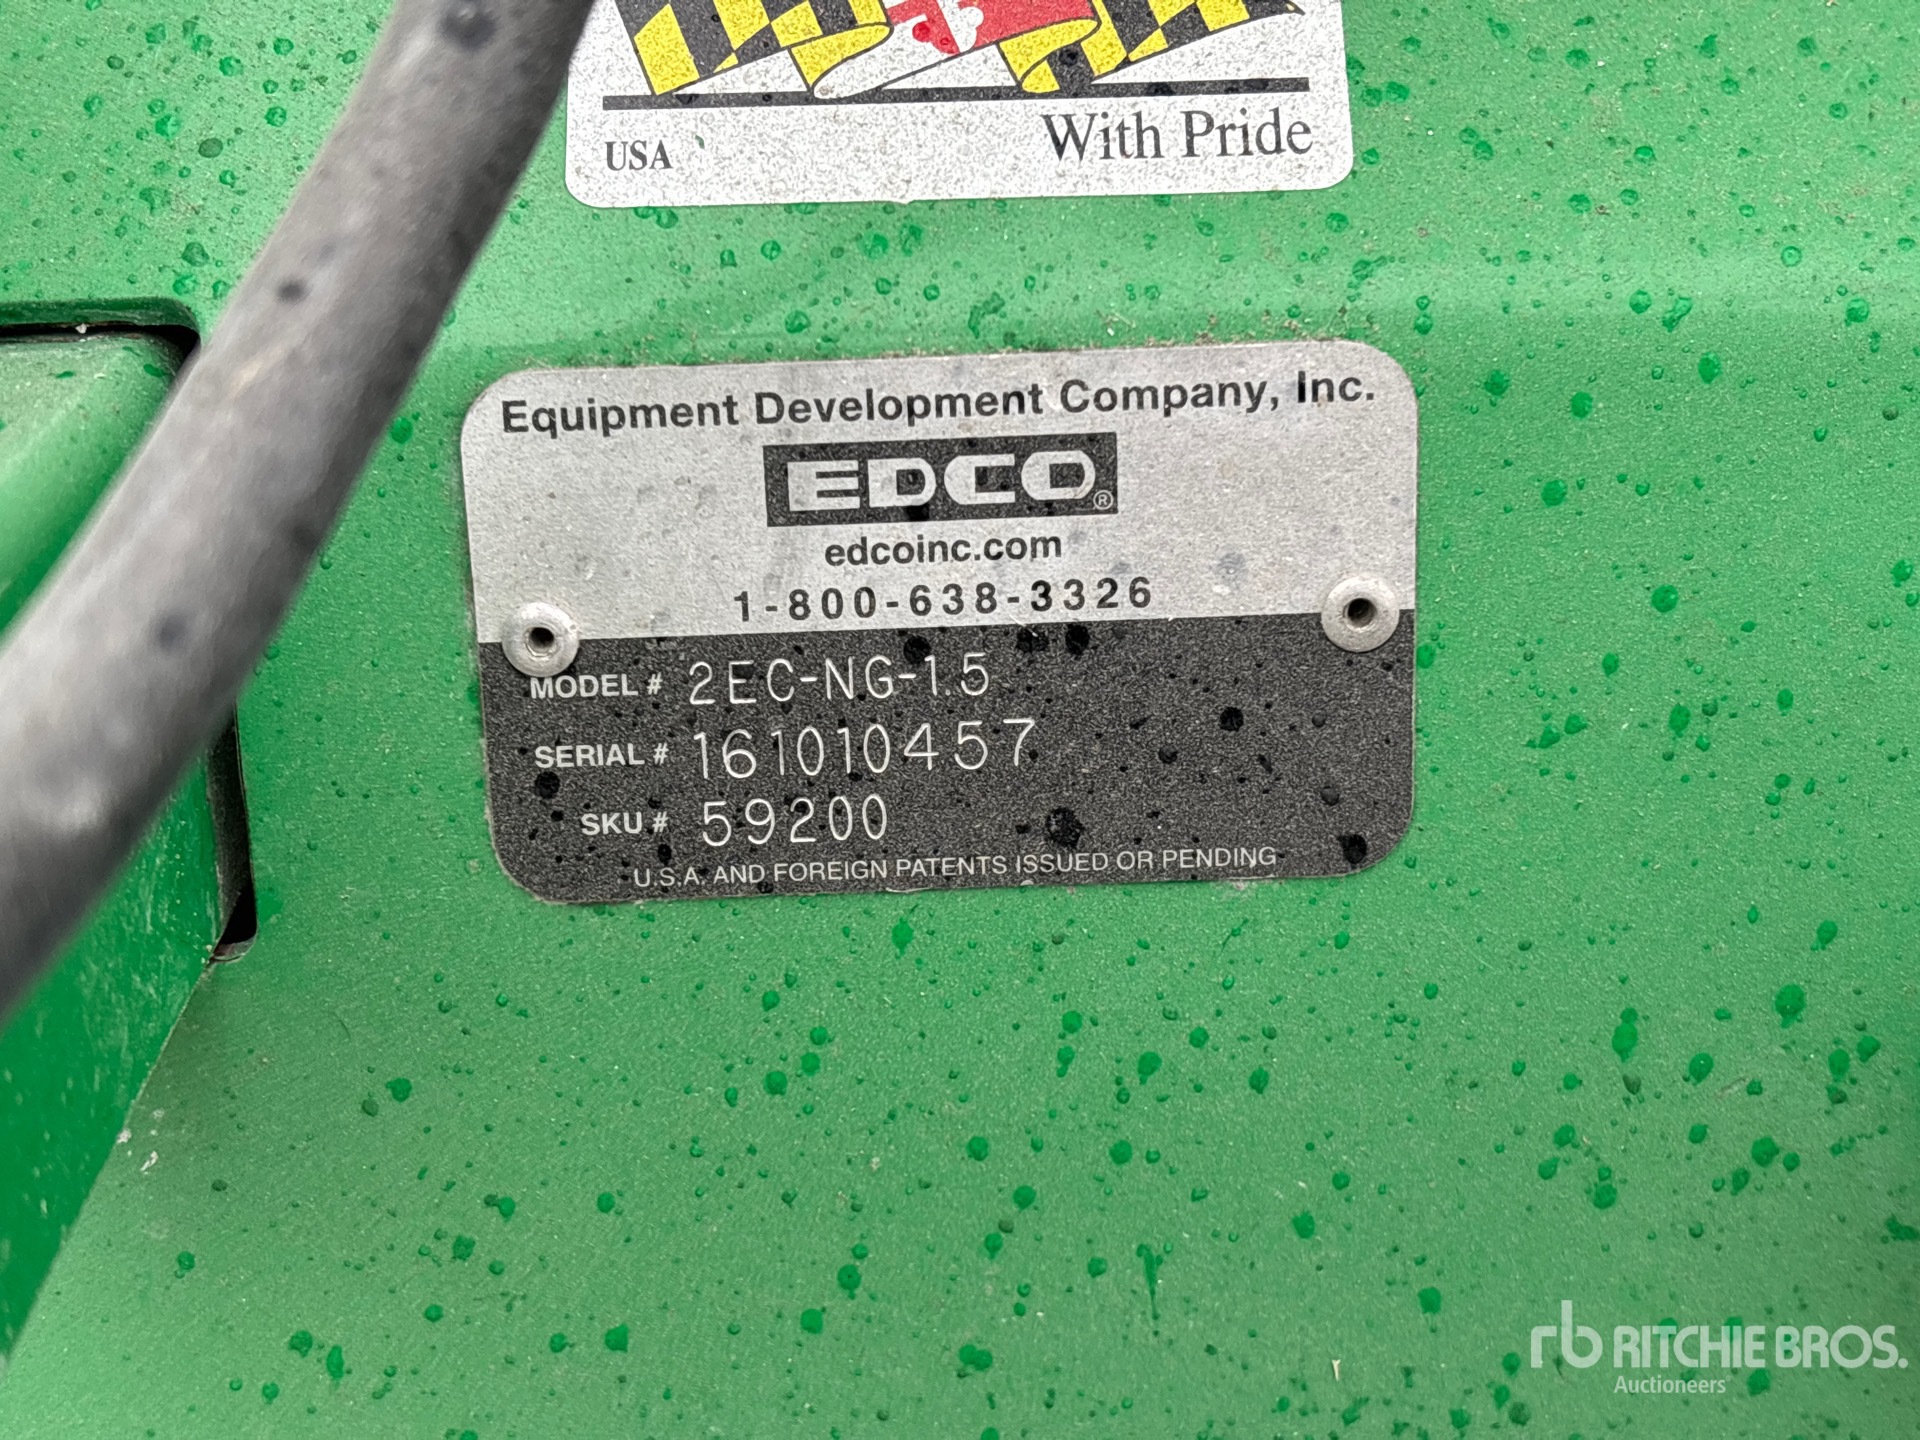 USA
With Pride
Equipment Development Company, Inc.
EDCO®
edcoinc.com
1-800-638-3326
MODEL # 2EC-NG-1.5
SERIAL # 161010457
SKU # 59200
U.S.A. AND FOREIGN PATENTS ISSUED OR PENDING
rb RITCHIE BROS.
Auctioneers